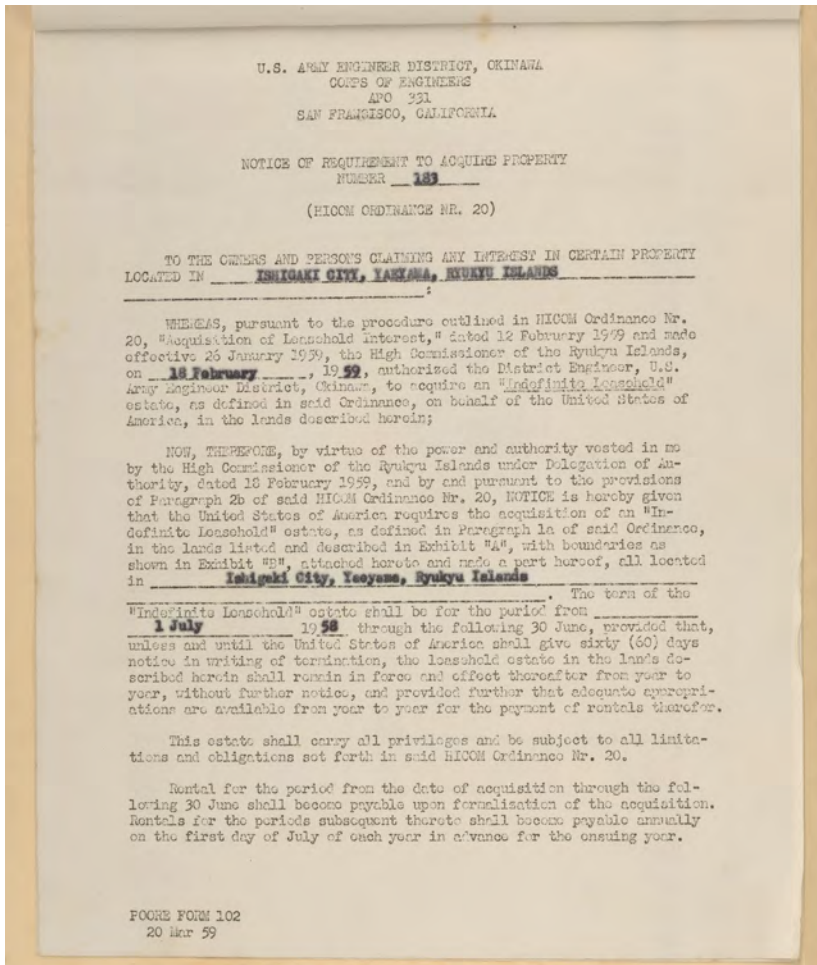 U.S. ARMY ENGINEER DISTRICT, OKINAWA
CORPS OF ENGINEERS
APO 331
SAN FRANCISCO, CALIFORNIA
NOTICE OF REQUIREMENT TO ACQUIRE PROPERTY
NUMBER 183
(HICOM ORDINANCE NR. 20)
TO THE OWNERS AND PERSONS CLAIMING ANY INTEREST IN CERTAIN PROPERTY
LOCATED IN ISHIGAKI CITY, YAEYAMA, RYUKYU ISLANDS
:
WHEREAS, pursuant to the procedure outlined in HICOM Ordinance Nr.
20, "Acquisition of Leasehold Interest," dated 12 February 1959 and made
effective 26 January 1959, the High Commissioner of the Ryukyu Islands,
on 18 February, 1959, authorized the District Engineer, U.S.
Army Engineer District, Okinawa, to acquire an "Indefinite Leasehold"
estate, as defined in said Ordinance, on behalf of the United States of
America, in the lands described herein;
NOW, THEREFORE, by virtue of the power and authority vested in me
by the High Commissioner of the Ryukyu Islands under Delegation of Au-
thority, dated 18 February 1959, and by and pursuant to the provisions
of Paragraph 2b of said HICOM Ordinance Nr. 20, NOTICE is hereby given
that the United States of America requires the acquisition of an "In-
definite Leasehold" estate, as defined in Paragraph 1a of said Ordinance,
in the lands listed and described in Exhibit "A", with boundaries as
shown in Exhibit "B", attached hereto and made a part hereof, all located
in Ishigaki City, Yaeyama, Ryukyu Islands
. The term of the
"Indefinite Leasehold" estate shall be for the period from
1 July 1958 through the following 30 June, provided that,
unless and until the United States of America shall give sixty (60) days
notice in writing of termination, the leasehold estate in the lands de-
scribed herein shall remain in force and effect thereafter from year to
year, without further notice, and provided further that adequate appropri-
ations are available from year to year for the payment of rentals therefor.
This estate shall carry all privileges and be subject to all limita-
tions and obligations set forth in said HICOM Ordinance Nr. 20.
Rental for the period from the date of acquisition through the fol-
lowing 30 June shall become payable upon formalization of the acquisition.
Rentals for the periods subsequent thereto shall become payable annually
on the first day of July of each year in advance for the ensuing year.
POORE FORM 102
20 Mar 59